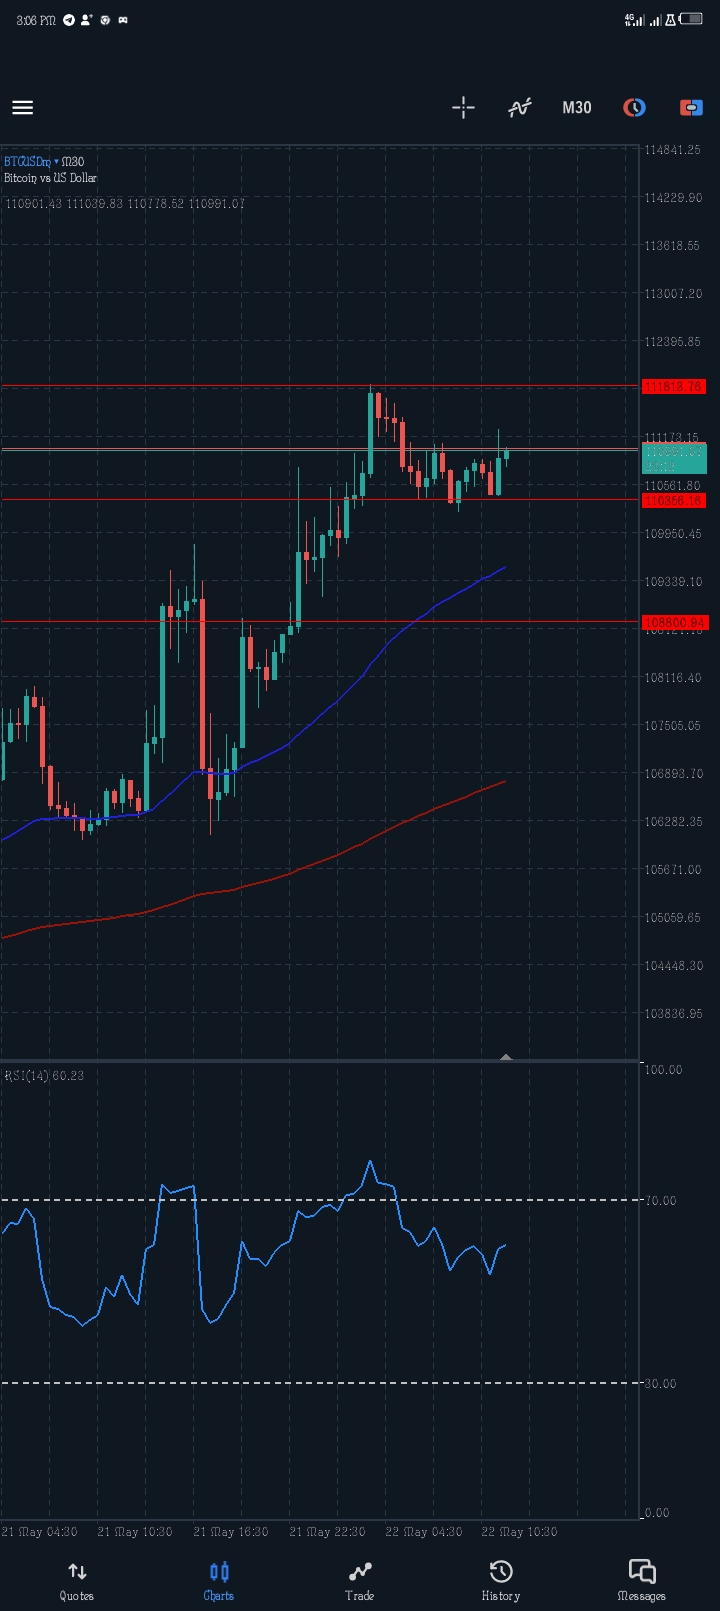 3:06 PM
4G
M30
BTCUSDm M30
Bitcoin vs US Dollar
110901.43 111039.83 110778.52 110991.07
114841.25
114229.90
113618.55
113007.20
112395.85
111813.76
111173.15
110561.80
110366.16
109950.45
109339.10
108800.94
108116.40
107505.05
106893.70
106282.35
105671.00
105059.65
104448.30
103836.95
RSI(14) 60.23
100.00
70.00
30.00
0.00
21 May 04:30 21 May 10:30 21 May 16:30 21 May 22:30 22 May 04:30 22 May 10:30
Quotes Charts Trade History Messages